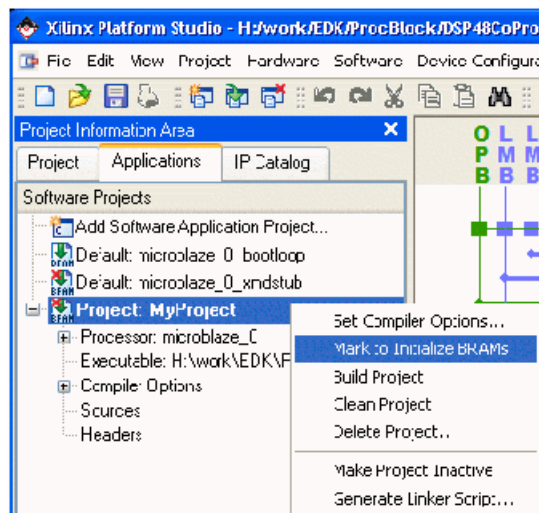 Xilinx Platform Studio - H:/work/EDK/ProcBlock/DSP48CoPro
File Edit View Project Hardware Software Device Configura
Project Information Area
Project Applications IP Catalog
Software Projects
Add Software Application Project...
Default: microblaze_0_bootloop
Default: microblaze_0_xmdstub
Project: MyProject
Processor: microblaze_0
Executable: H:\work\EDK\F
Compiler Options
Sources
Headers
Set Compiler Options...
Mark to Initialize BRAMs
Build Project
Clean Project
Delete Project...
Make Project Inactive
Generate Linker Script...
OPB
LMB
LMB